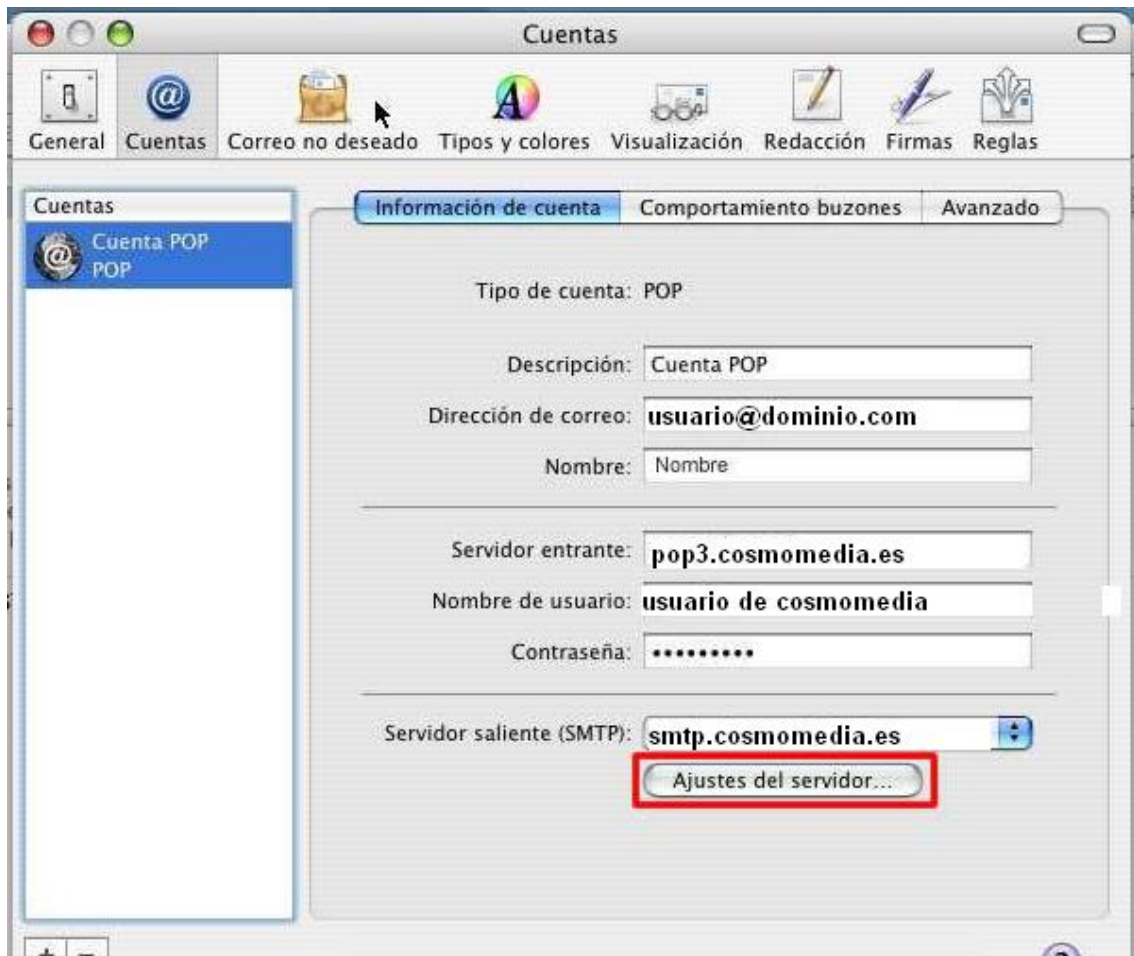 Cuentas
General Cuentas Correo no deseado Tipos y colores Visualización Redacción Firmas Reglas
Cuentas
Cuenta POP
POP
Información de cuenta Comportamiento buzones Avanzado
Tipo de cuenta: POP
Descripción: Cuenta POP
Dirección de correo: usuario@dominio.com
Nombre: Nombre
Servidor entrante: pop3.cosmomedia.es
Nombre de usuario: usuario de cosmomedia
Contraseña: •••••••••
Servidor saliente (SMTP): smtp.cosmomedia.es
Ajustes del servidor...
+ −
?